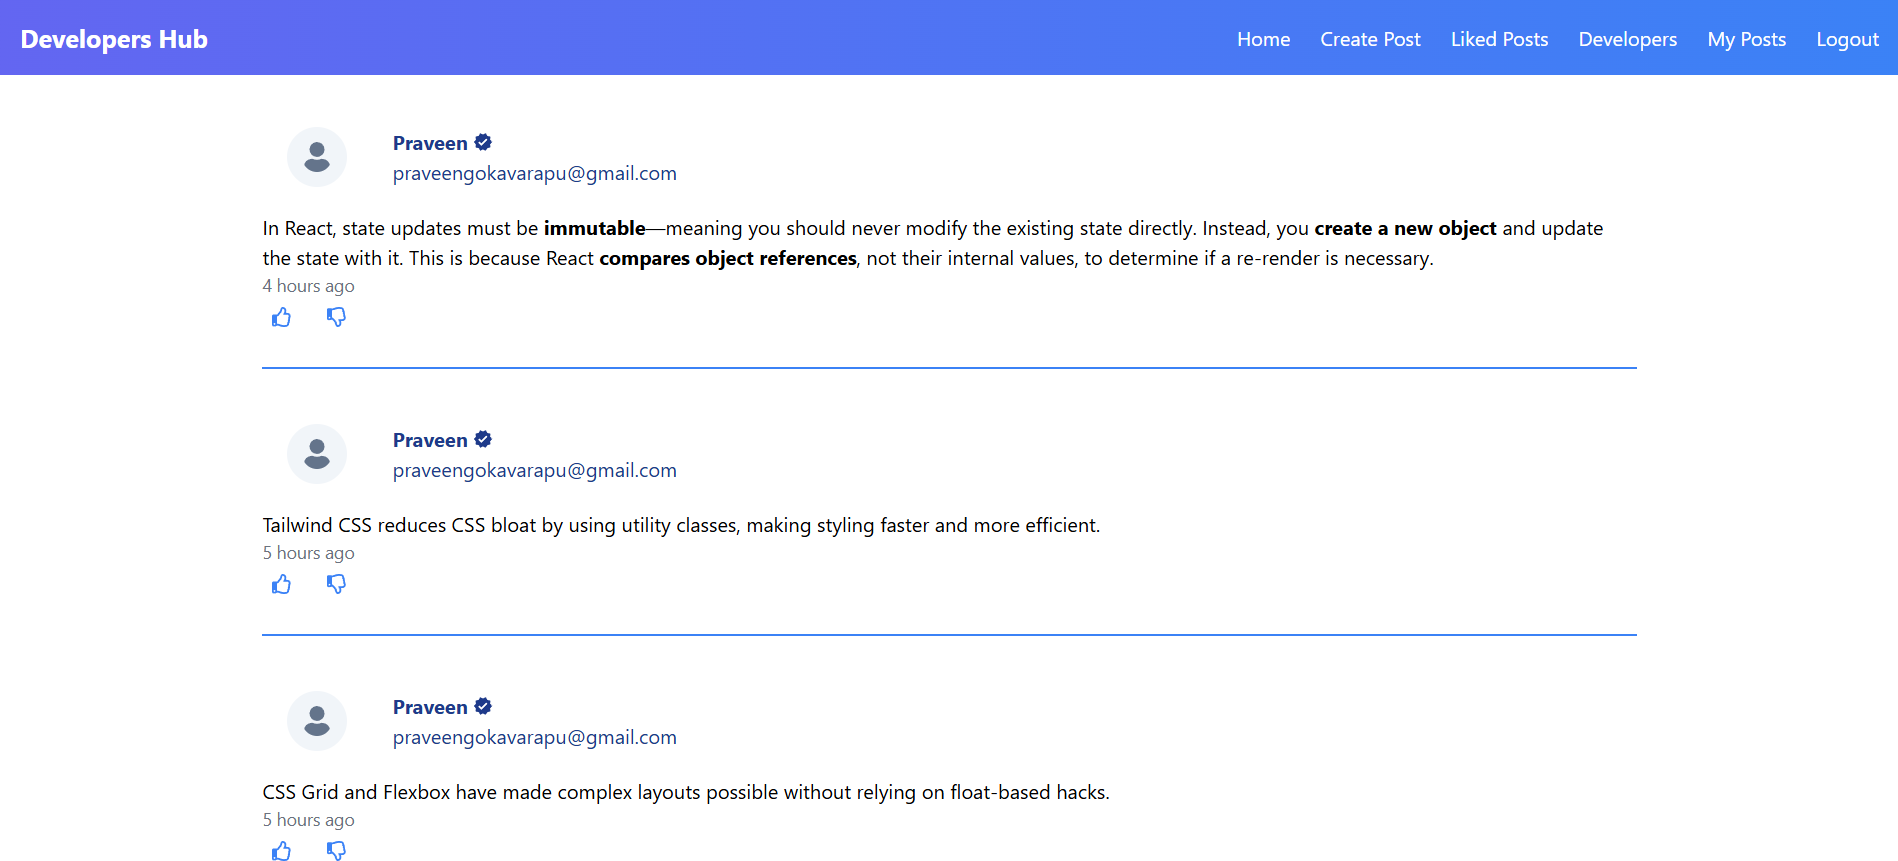 Developers Hub
Home Create Post Liked Posts Developers My Posts Logout
Praveen
praveengokavarapu@gmail.com
In React, state updates must be immutable—meaning you should never modify the existing state directly. Instead, you create a new object and update
the state with it. This is because React compares object references, not their internal values, to determine if a re-render is necessary.
4 hours ago
Praveen
praveengokavarapu@gmail.com
Tailwind CSS reduces CSS bloat by using utility classes, making styling faster and more efficient.
5 hours ago
Praveen
praveengokavarapu@gmail.com
CSS Grid and Flexbox have made complex layouts possible without relying on float-based hacks.
5 hours ago